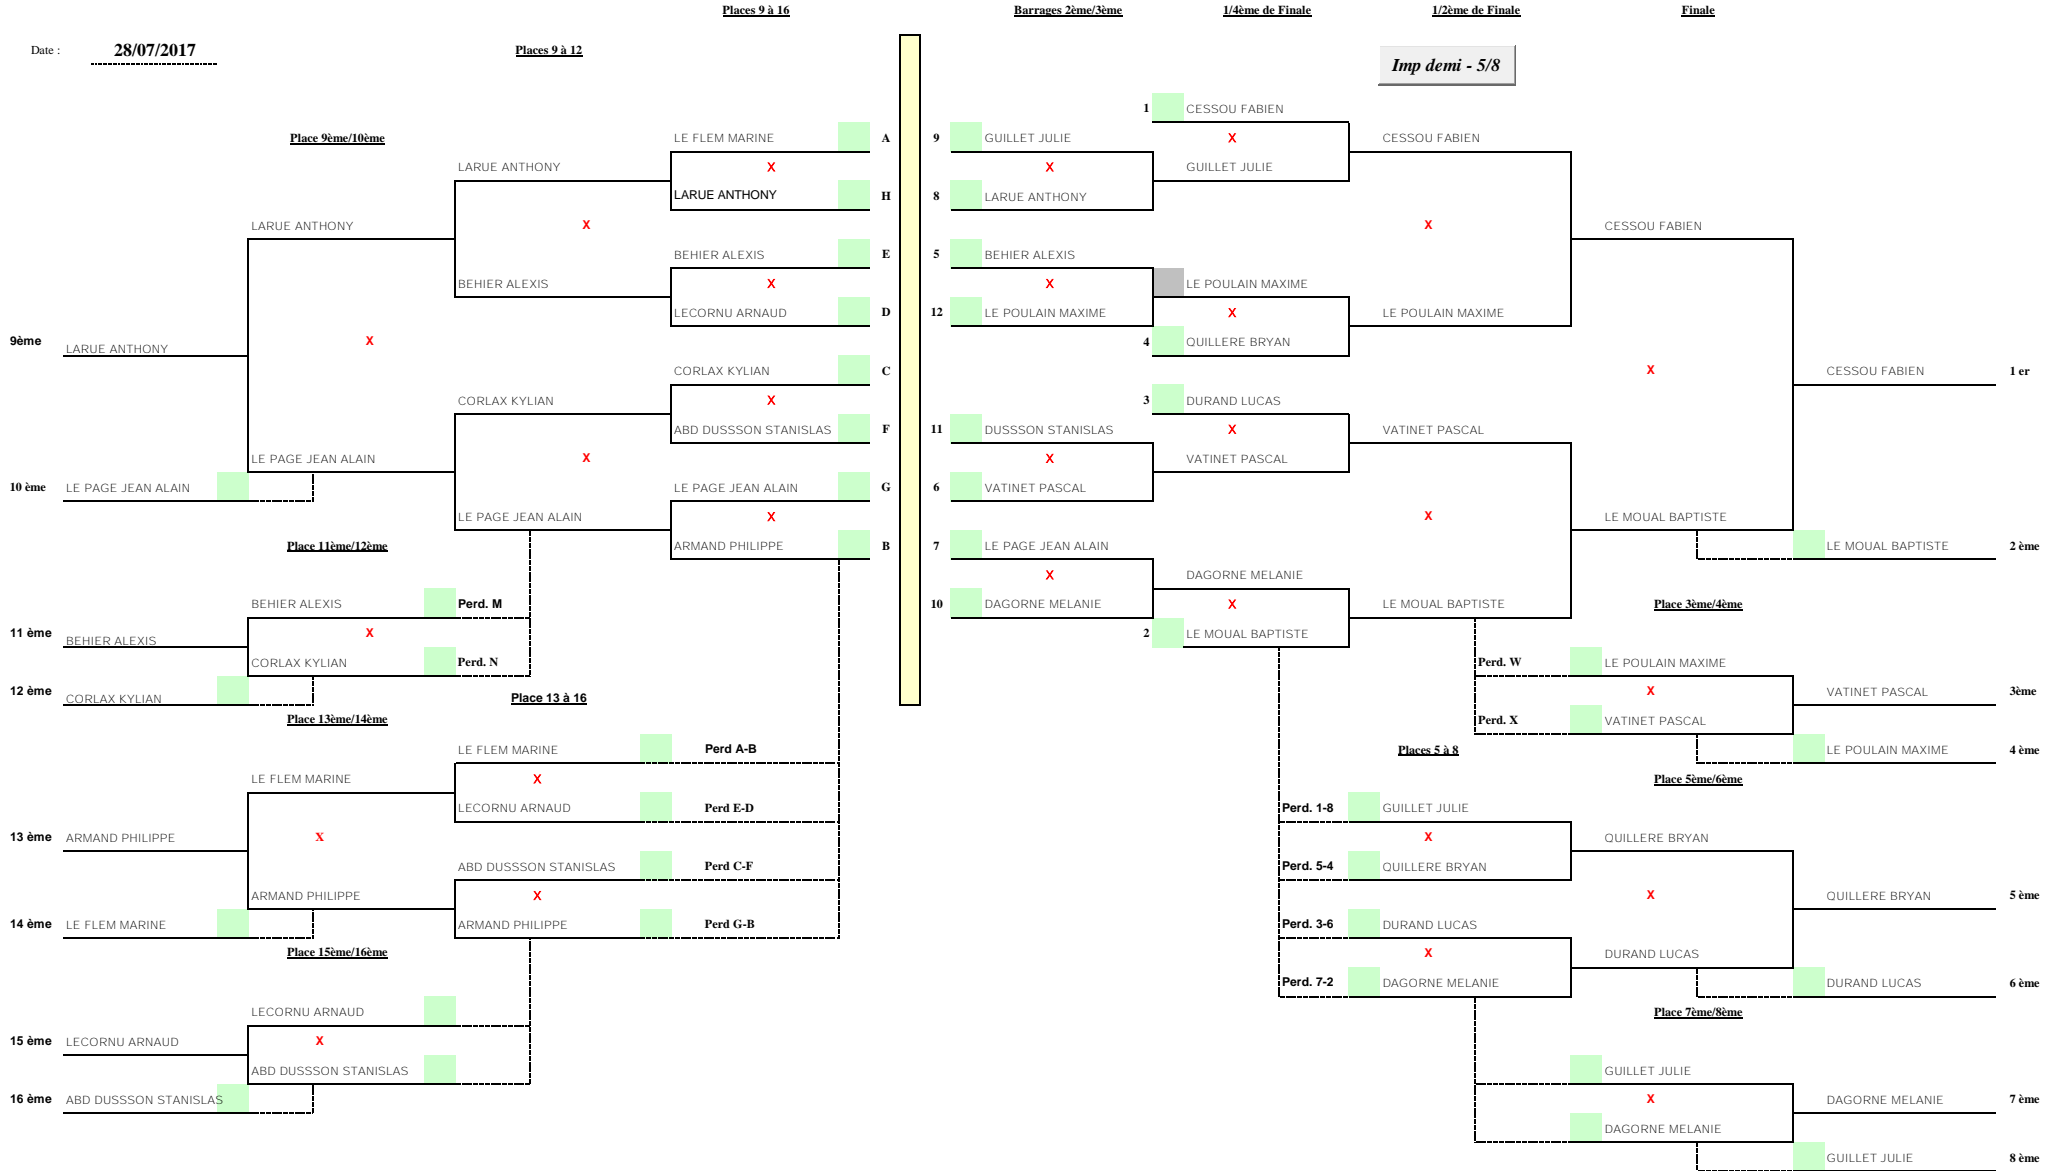 Places 9 à 16
Barrages 2ème/3ème
1/4ème de Finale
1/2ème de Finale
Finale
Date :
28/07/2017
Places 9 à 12
Imp demi - 5/8
Place 9ème/10ème
LE FLEM MARINE
A
X
LARUE ANTHONY
H
LARUE ANTHONY
X
BEHIER ALEXIS
BEHIER ALEXIS
E
X
LECORNU ARNAUD
D
LARUE ANTHONY
9ème
LARUE ANTHONY
X
CORLAX KYLIAN
C
X
ABD DUSSSON STANISLAS
F
CORLAX KYLIAN
X
LE PAGE JEAN ALAIN
LE PAGE JEAN ALAIN
G
X
ARMAND PHILIPPE
B
LE PAGE JEAN ALAIN
10 ème
LE PAGE JEAN ALAIN
Place 11ème/12ème
BEHIER ALEXIS
Perd. M
11 ème
BEHIER ALEXIS
X
CORLAX KYLIAN
Perd. N
12 ème
CORLAX KYLIAN
Place 13 à 16
Place 13ème/14ème
LE FLEM MARINE
Perd A-B
LE FLEM MARINE
X
LECORNU ARNAUD
Perd E-D
13 ème
ARMAND PHILIPPE
X
ABD DUSSSON STANISLAS
Perd C-F
ARMAND PHILIPPE
X
ARMAND PHILIPPE
Perd G-B
14 ème
LE FLEM MARINE
Place 15ème/16ème
LECORNU ARNAUD
15 ème
LECORNU ARNAUD
X
ABD DUSSSON STANISLAS
16 ème
ABD DUSSSON STANISLAS
1
CESSOU FABIEN
9
GUILLET JULIE
X
CESSOU FABIEN
X
GUILLET JULIE
8
LARUE ANTHONY
X
CESSOU FABIEN
5
BEHIER ALEXIS
X
LE POULAIN MAXIME
12
LE POULAIN MAXIME
X
LE POULAIN MAXIME
4
QUILLERE BRYAN
X
CESSOU FABIEN
1 er
3
DURAND LUCAS
11
DUSSSON STANISLAS
X
VATINET PASCAL
X
VATINET PASCAL
6
VATINET PASCAL
X
LE MOUAL BAPTISTE
7
LE PAGE JEAN ALAIN
LE MOUAL BAPTISTE
2 ème
X
DAGORNE MELANIE
10
DAGORNE MELANIE
X
LE MOUAL BAPTISTE
Place 3ème/4ème
2
LE MOUAL BAPTISTE
Perd. W
LE POULAIN MAXIME
X
VATINET PASCAL
3ème
Perd. X
VATINET PASCAL
Places 5 à 8
LE POULAIN MAXIME
4 ème
Place 5ème/6ème
Perd. 1-8
GUILLET JULIE
X
QUILLERE BRYAN
Perd. 5-4
QUILLERE BRYAN
X
QUILLERE BRYAN
5 ème
Perd. 3-6
DURAND LUCAS
X
DURAND LUCAS
Perd. 7-2
DAGORNE MELANIE
DURAND LUCAS
6 ème
Place 7ème/8ème
GUILLET JULIE
X
DAGORNE MELANIE
7 ème
DAGORNE MELANIE
GUILLET JULIE
8 ème